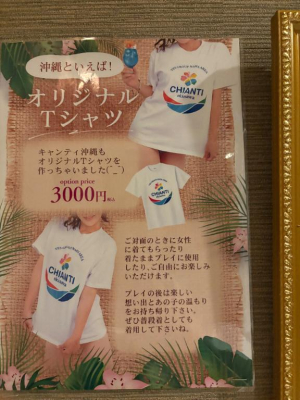 沖縄といえば!
オリジナル
Tシャツ
CHIANTI
キャンティ沖縄も
オリジナルTシャツを
作っちゃいました(^_^)
option price
3000円税込
CHIANTI
ご対面のときに女性
に着てもらったり
着たままプレイに使用
したり、ご自由にお楽しみ
いただけます。
CHIANTI
プレイの後は楽しい
想い出とあの子の温もり
をお持ち帰り下さい。
ぜひ普段着としても
着用して下さいね。